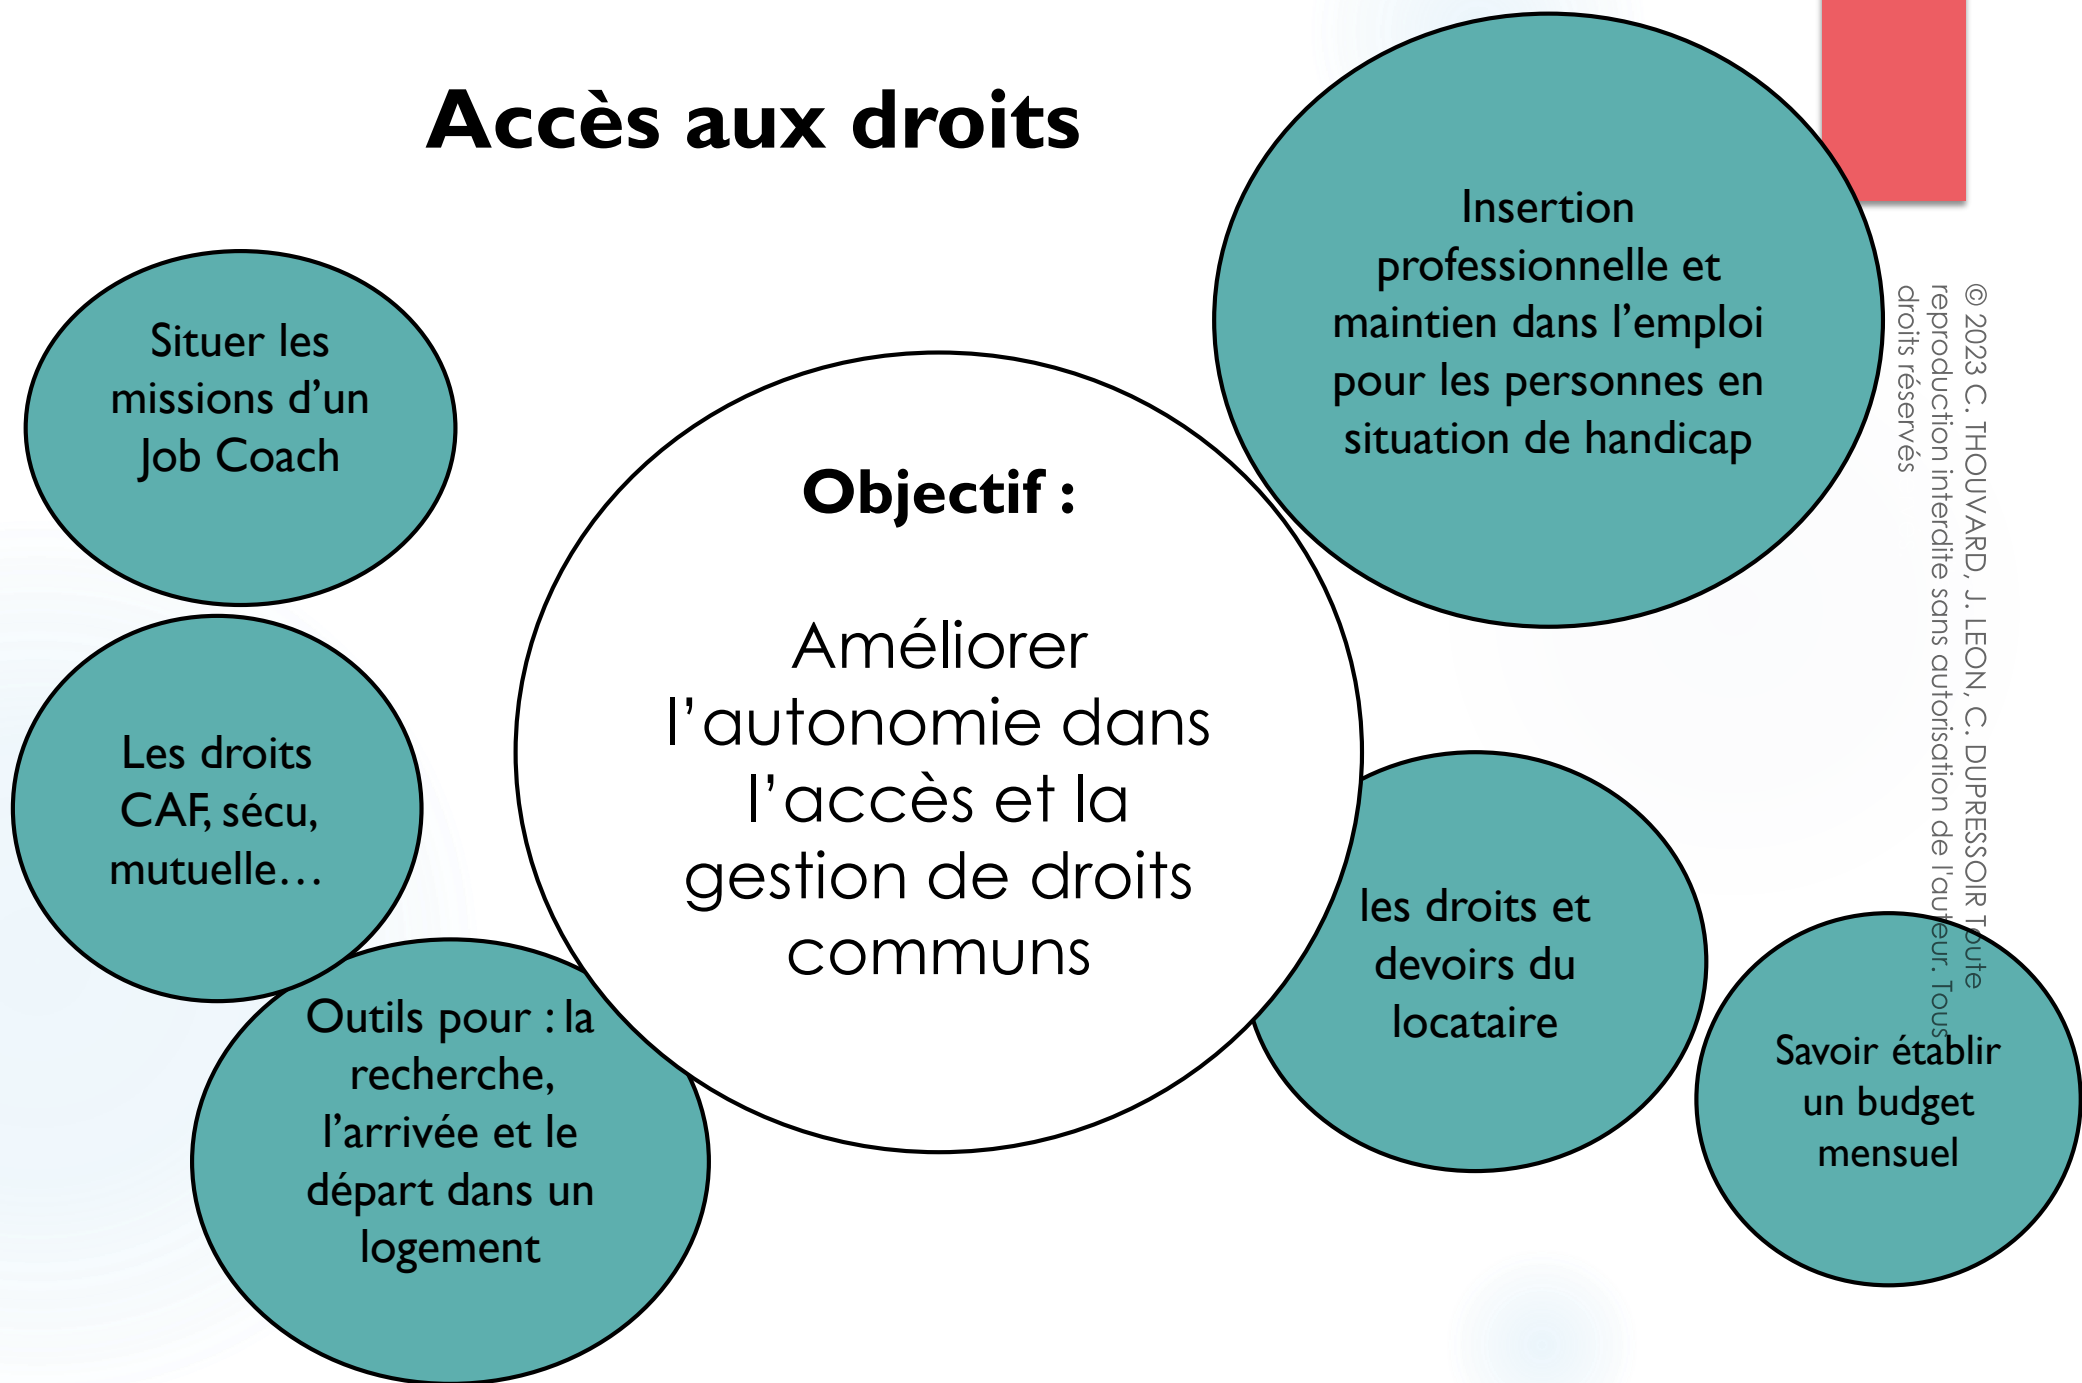 Accès aux droits
Insertion
professionnelle et
maintien dans l’emploi
pour les personnes en
situation de handicap
Situer les
missions d’un
Job Coach
Objectif :
Améliorer
l’autonomie dans
l’accès et la
gestion de droits
communs
Les droits
CAF, sécu,
mutuelle…
Outils pour : la
recherche,
l’arrivée et le
départ dans un
logement
les droits et
devoirs du
locataire
Savoir établir
un budget
mensuel
© 2023 C. THOUVARD, J. LEON, C. DUPRESSOIR Toute
reproduction interdite sans autorisation de l'auteur. Tous
droits réservés